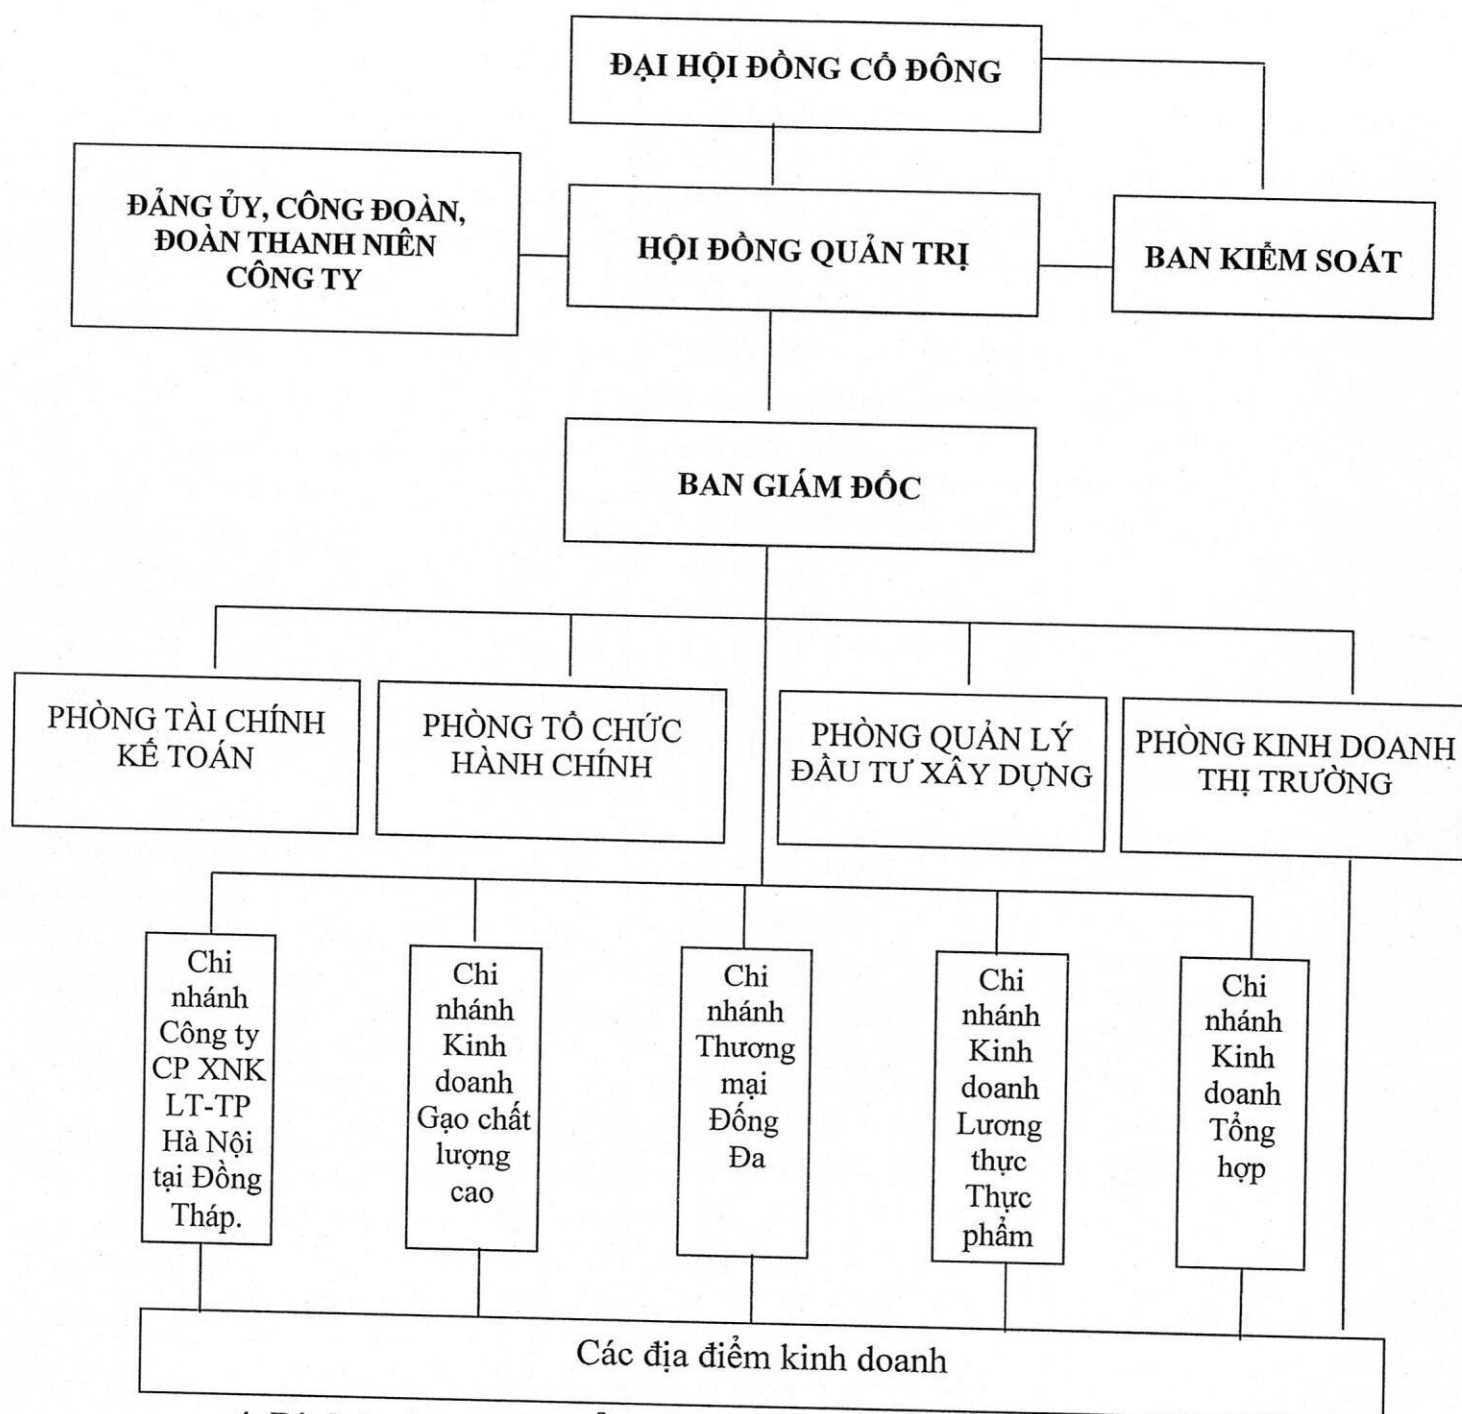 ĐẠI HỘI ĐỒNG CỔ ĐÔNG
ĐẢNG ỦY, CÔNG ĐOÀN,
ĐOÀN THANH NIÊN
CÔNG TY
HỘI ĐỒNG QUẢN TRỊ
BAN KIỂM SOÁT
BAN GIÁM ĐỐC
PHÒNG TÀI CHÍNH
KẾ TOÁN
PHÒNG TỔ CHỨC
HÀNH CHÍNH
PHÒNG QUẢN LÝ
ĐẦU TƯ XÂY DỰNG
PHÒNG KINH DOANH
THỊ TRƯỜNG
Chi
nhánh
Công ty
CP XNK
LT-TP
Hà Nội
tại Đồng
Tháp.
Chi
nhánh
Kinh
doanh
Gạo chất
lượng
cao
Chi
nhánh
Thương
mại
Đống
Đa
Chi
nhánh
Kinh
doanh
Lương
thực
Thực
phẩm
Chi
nhánh
Kinh
doanh
Tổng
hợp
Các địa điểm kinh doanh